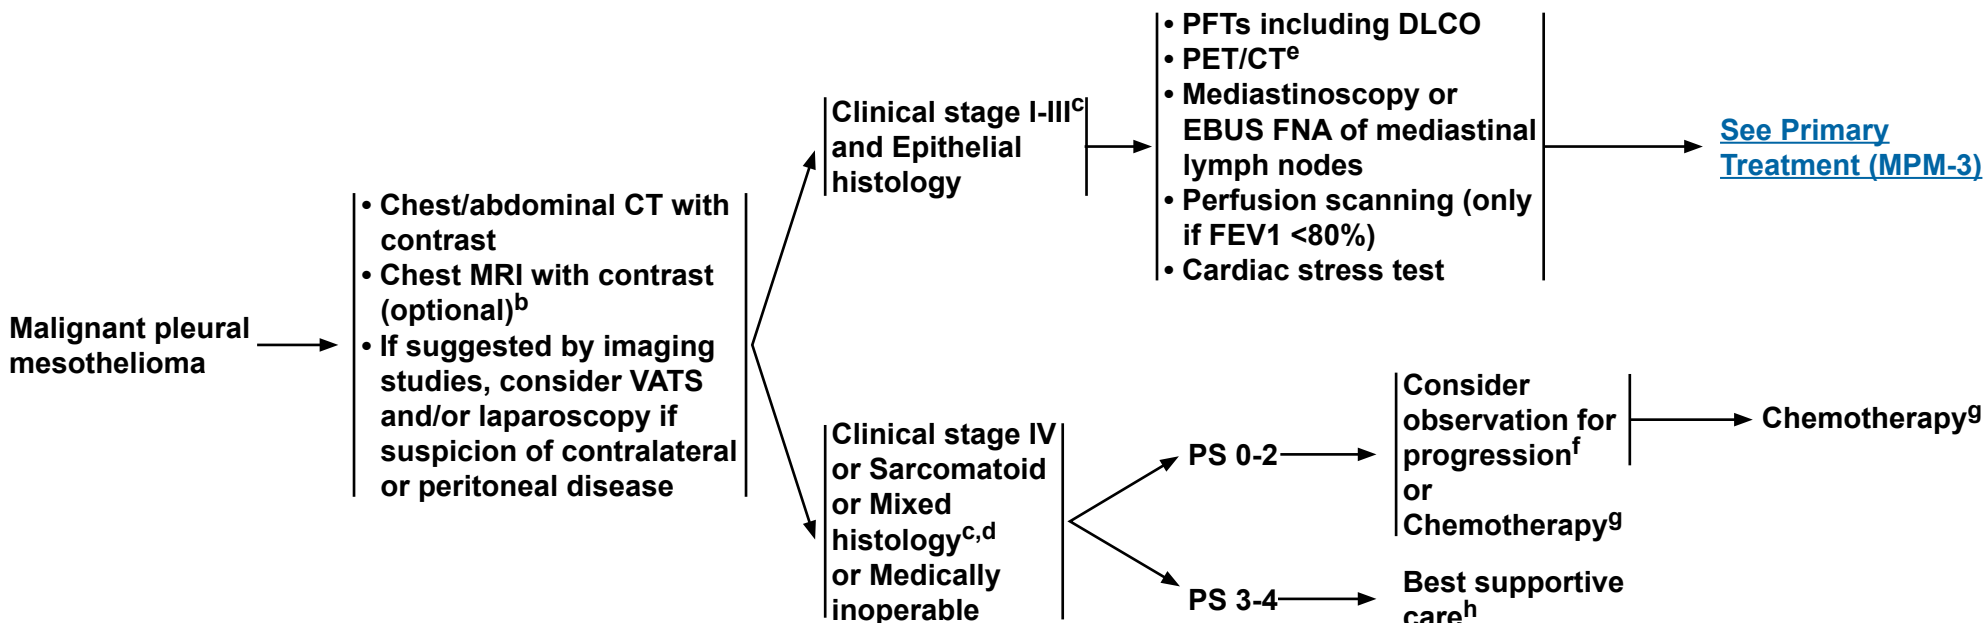 Malignant pleural
mesothelioma
• Chest/abdominal CT with
contrast
• Chest MRI with contrast
(optional)b
• If suggested by imaging
studies, consider VATS
and/or laparoscopy if
suspicion of contralateral
or peritoneal disease
Clinical stage I-IIIc
and Epithelial
histology
• PFTs including DLCO
• PET/CTe
• Mediastinoscopy or
EBUS FNA of mediastinal
lymph nodes
• Perfusion scanning (only
if FEV1 <80%)
• Cardiac stress test
See Primary
Treatment (MPM-3)
Clinical stage IV
or Sarcomatoid
or Mixed
histologyc,d
or Medically
inoperable
PS 0-2
Consider
observation for
progressionf
or
Chemotherapyg
Chemotherapyg
PS 3-4
Best supportive
careh